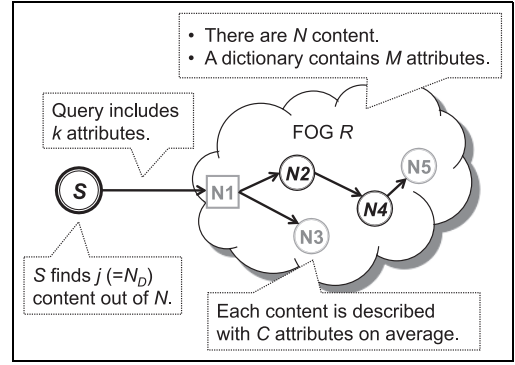 • There are N content.
• A dictionary contains M attributes.
Query includes
k attributes.
FOG R
S
N1
N2
N3
N4
N5
S finds j (=N_D)
content out of N.
Each content is described
with C attributes on average.